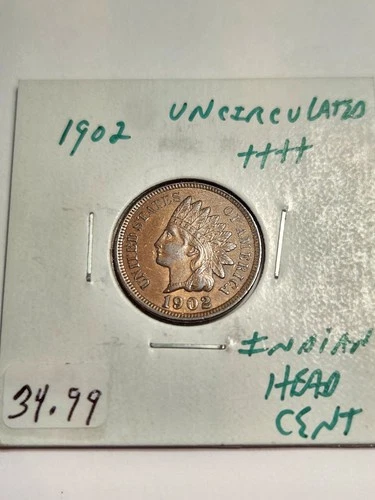 1902
UNCIRCULATED
++++
UNITED STATES OF AMERICA
1902
INDIAN
HEAD
CENT
34.99